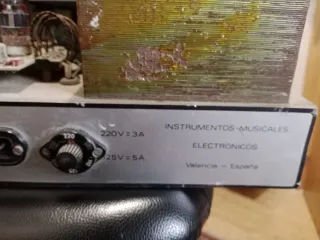 220V = 3A
INSTRUMENTOS-MUSICALES
ELECTRONICOS
125V = 5A
Valencia - España